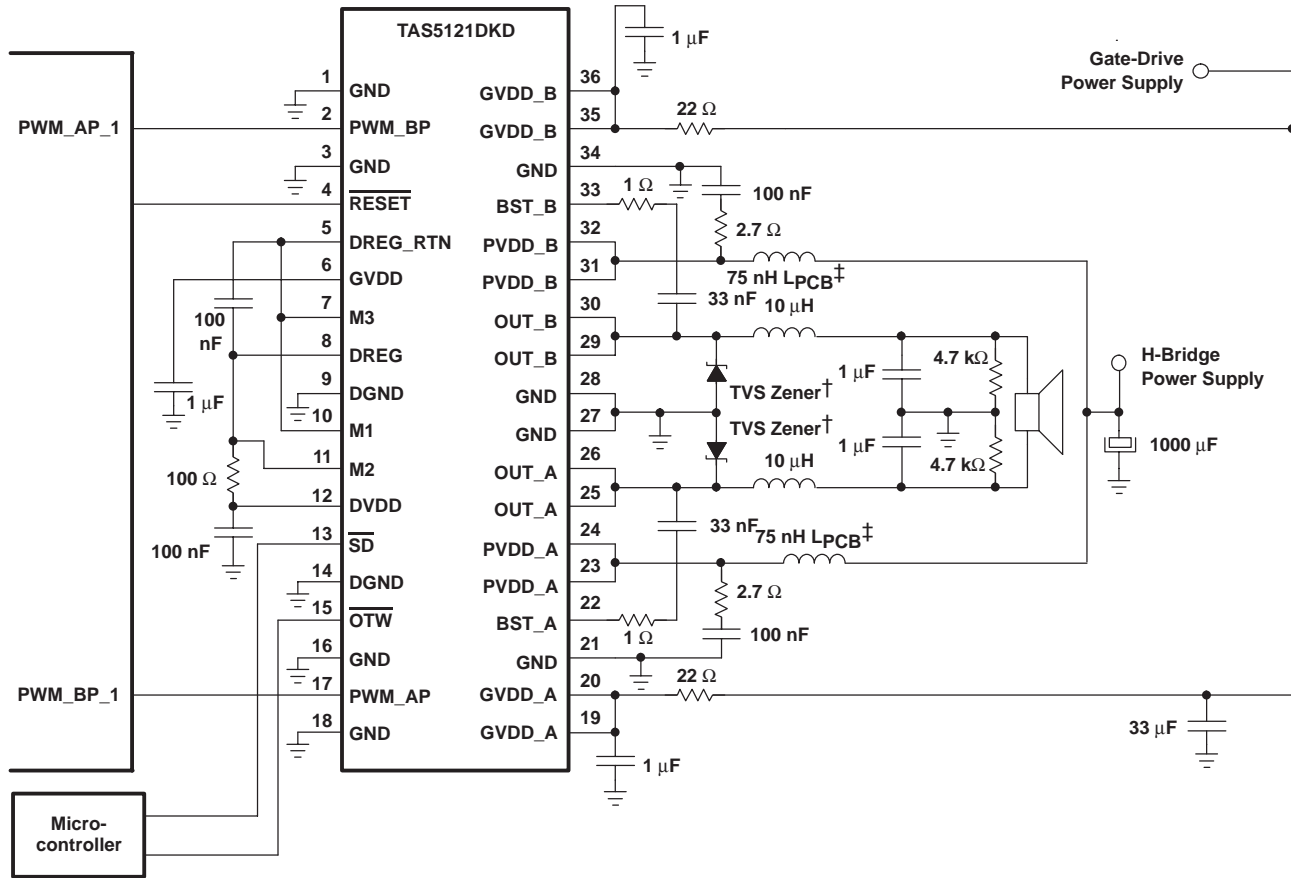 TAS5121DKD
1 μF
Gate-Drive
Power Supply
1
GND
36
GVDD_B
PWM_AP_1
2
PWM_BP
35
GVDD_B
22 Ω
3
GND
34
GND
4
RESET
33
BST_B
1 Ω
100 nF
2.7 Ω
5
DREG_RTN
32
PVDD_B
6
GVDD
31
PVDD_B
75 nH LPCB‡
33 nF
100
nF
7
M3
30
OUT_B
10 μH
8
DREG
29
OUT_B
1 μF
9
DGND
28
GND
TVS Zener†
1 μF
4.7 kΩ
H-Bridge
Power Supply
10
M1
27
GND
TVS Zener†
1 μF
4.7 kΩ
1000 μF
100 Ω
11
M2
26
OUT_A
10 μH
12
DVDD
25
OUT_A
100 nF
13
SD
24
PVDD_A
33 nF
75 nH LPCB‡
14
DGND
23
PVDD_A
2.7 Ω
15
OTW
22
BST_A
1 Ω
100 nF
16
GND
21
GND
PWM_BP_1
17
PWM_AP
20
GVDD_A
22 Ω
18
GND
19
GVDD_A
1 μF
33 μF
Micro-
controller